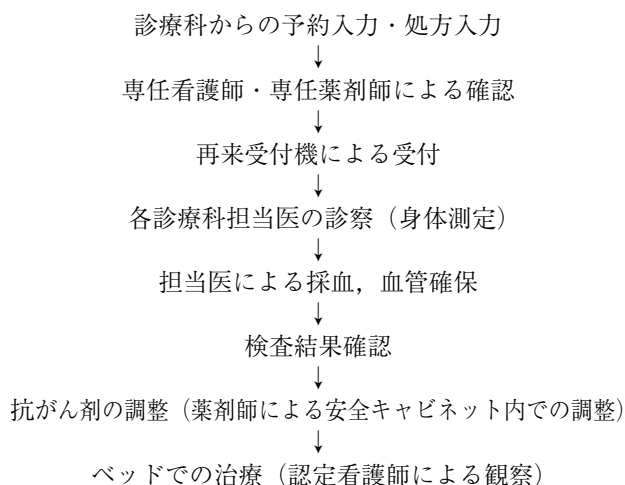 診療科からの予約入力・処方入力
↓
専任看護師・専任薬剤師による確認
↓
再来受付機による受付
↓
各診療科担当医の診察（身体測定）
↓
担当医による採血，血管確保
↓
検査結果確認
↓
抗がん剤の調整（薬剤師による安全キャビネット内での調整）
↓
ベッドでの治療（認定看護師による観察）